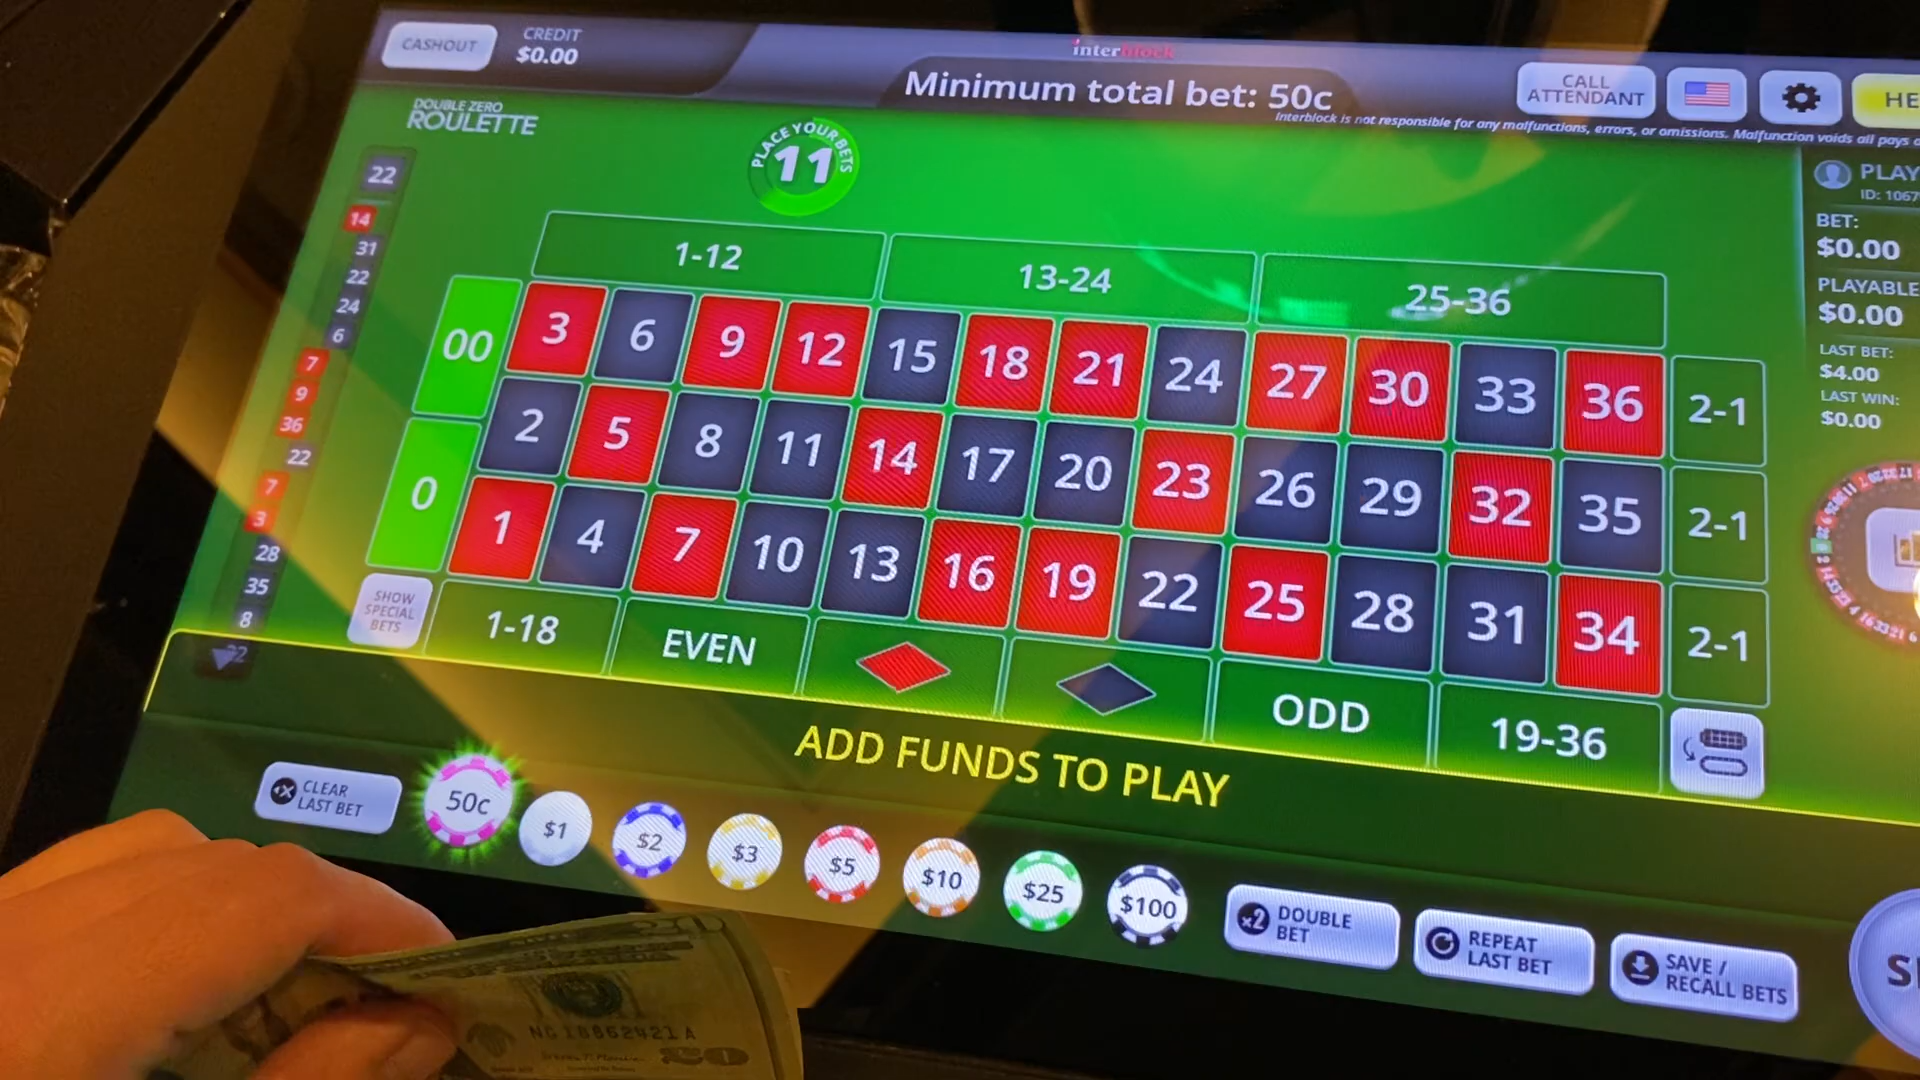 CASHOUT
CREDIT
$0.00
interblock
Minimum total bet: 50c
CALL
ATTENDANT
Interblock is not responsible for any malfunctions, errors, or omissions. Malfunction voids all pays
DOUBLE ZERO
ROULETTE
PLACE YOUR BETS
11
PLAY
ID: 1067
BET:
$0.00
PLAYABLE
$0.00
LAST BET:
$4.00
LAST WIN:
$0.00
22
14
31
22
24
6
7
9
36
22
7
3
28
35
8
1-12
13-24
25-36
00
3
6
9
12
15
18
21
24
27
30
33
36
2-1
0
2
5
8
11
14
17
20
23
26
29
32
35
2-1
1
4
7
10
13
16
19
22
25
28
31
34
2-1
SHOW
SPECIAL
BETS
1-18
EVEN
ODD
19-36
ADD FUNDS TO PLAY
CLEAR
LAST BET
50c
$1
$2
$3
$5
$10
$25
$100
x2
DOUBLE
BET
REPEAT
LAST BET
SAVE /
RECALL BETS
NG18862421A
20